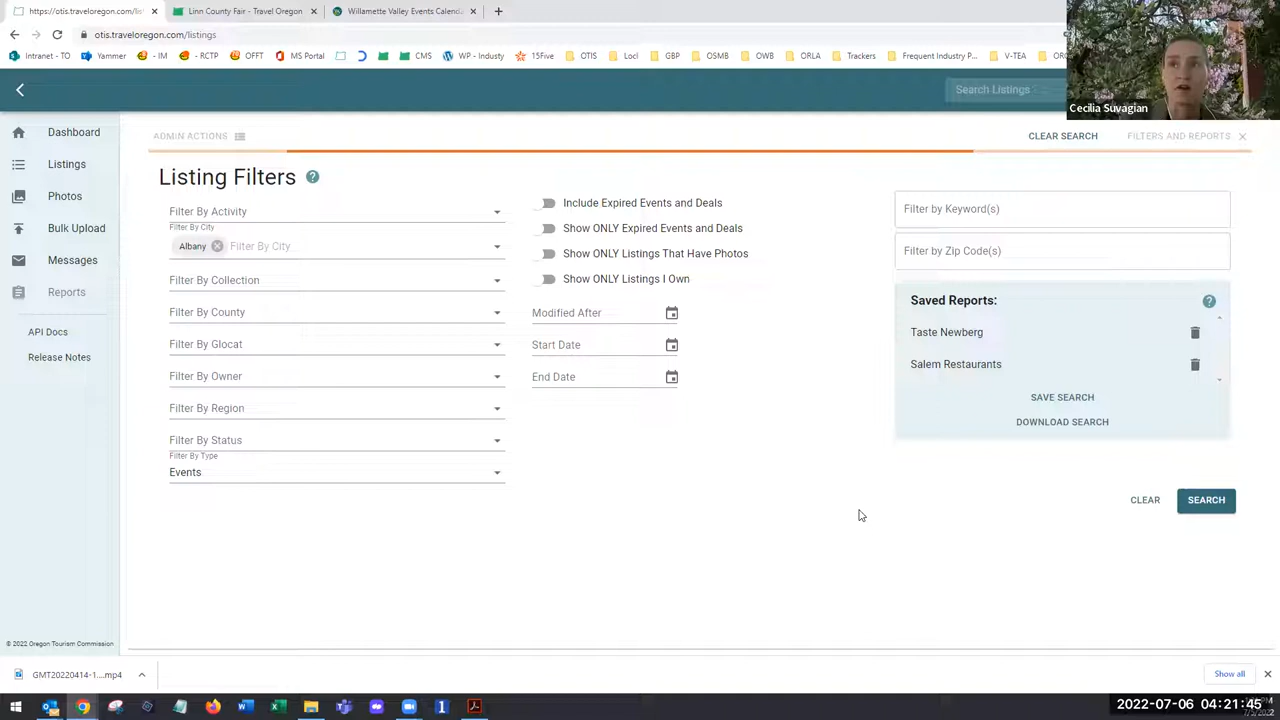 https://otis.traveloregon.com/lis
Linn County Fair - Travel Oregon
Willamette Valley Events Calend
otis.traveloregon.com/listings
Intranet - TO
Yammer
- IM
- RCTP
OFFT
MS Portal
CMS
WP - Industy
15Five
OTIS
Locl
GBP
OSMB
OWB
ORLA
Trackers
Frequent Industry P...
V-TEA
Cecilia Suvagian
Search Listings
Dashboard
Listings
Photos
Bulk Upload
Messages
Reports
API Docs
Release Notes
© 2022 Oregon Tourism Commission
ADMIN ACTIONS
CLEAR SEARCH
FILTERS AND REPORTS
Listing Filters
Filter By Activity
Filter By City
Albany
Filter By City
Filter By Collection
Filter By County
Filter By Glocat
Filter By Owner
Filter By Region
Filter By Status
Filter By Type
Events
Include Expired Events and Deals
Show ONLY Expired Events and Deals
Show ONLY Listings That Have Photos
Show ONLY Listings I Own
Modified After
Start Date
End Date
Filter by Keyword(s)
Filter by Zip Code(s)
Saved Reports:
Taste Newberg
Salem Restaurants
SAVE SEARCH
DOWNLOAD SEARCH
CLEAR
SEARCH
GMT20220414-1....mp4
Show all
2022-07-06 04:21:45